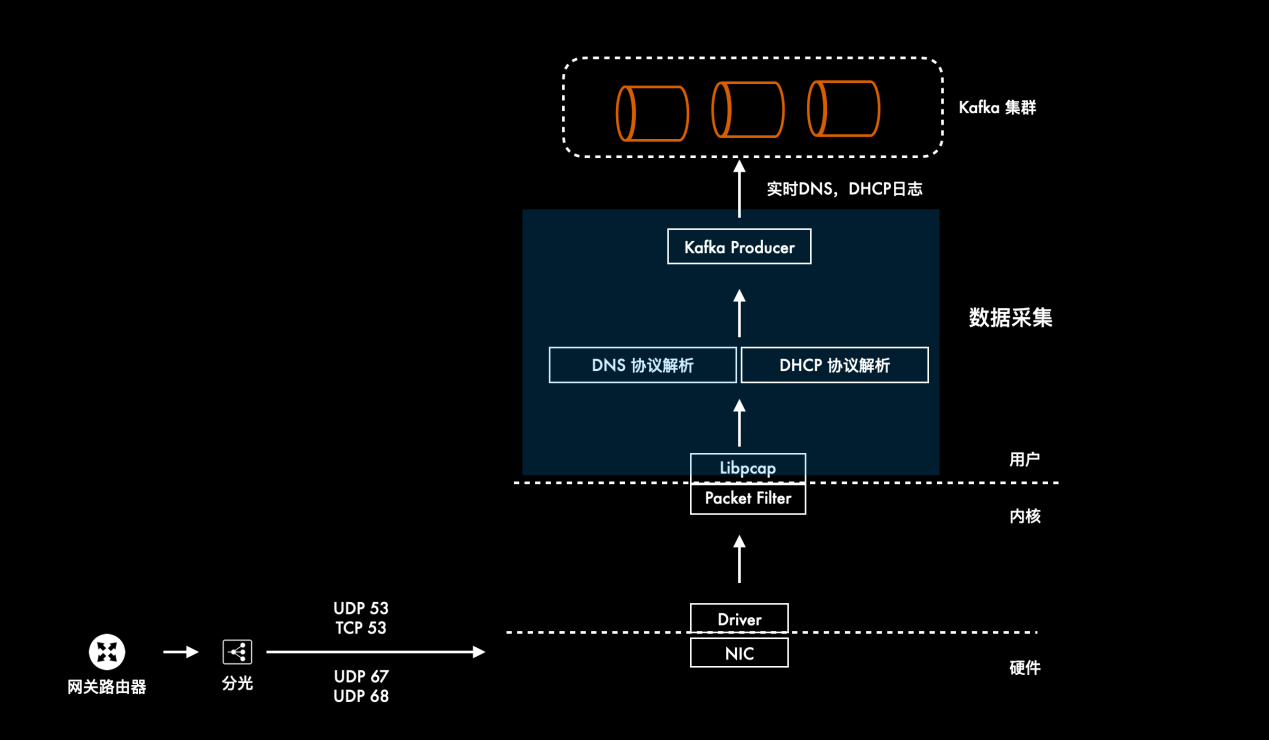 Kafka 集群
实时DNS，DHCP日志
Kafka Producer
数据采集
DNS 协议解析
DHCP 协议解析
用户
Libpcap
Packet Filter
内核
UDP 53
TCP 53
Driver
NIC
硬件
网关路由器
分光
UDP 67
UDP 68